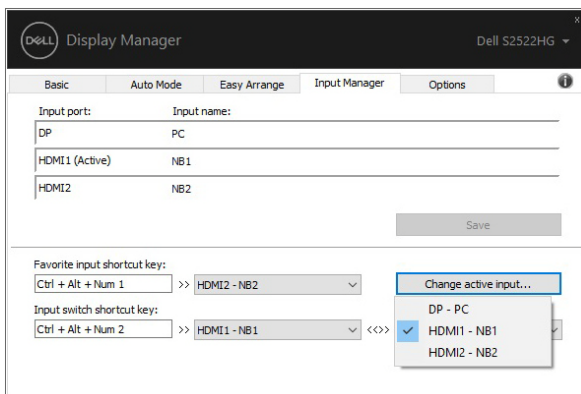 DELL Display Manager
Dell S2522HG
Basic Auto Mode Easy Arrange Input Manager Options
Input port: Input name:
DP PC
HDMI1 (Active) NB1
HDMI2 NB2
Save
Favorite input shortcut key:
Ctrl + Alt + Num 1 >> HDMI2 - NB2 Change active input...
Input switch shortcut key:
Ctrl + Alt + Num 2 >> HDMI1 - NB1 <<>>
DP - PC
HDMI1 - NB1
HDMI2 - NB2